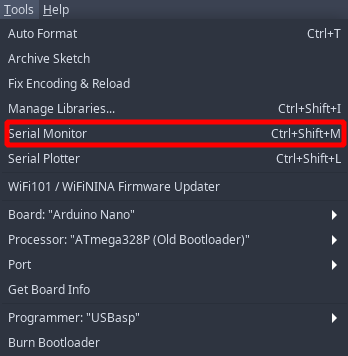 Tools Help
Auto Format Ctrl+T
Archive Sketch
Fix Encoding & Reload
Manage Libraries... Ctrl+Shift+I
Serial Monitor Ctrl+Shift+M
Serial Plotter Ctrl+Shift+L
WiFi101 / WiFiNINA Firmware Updater
Board: "Arduino Nano"
Processor: "ATmega328P (Old Bootloader)"
Port
Get Board Info
Programmer: "USBasp"
Burn Bootloader